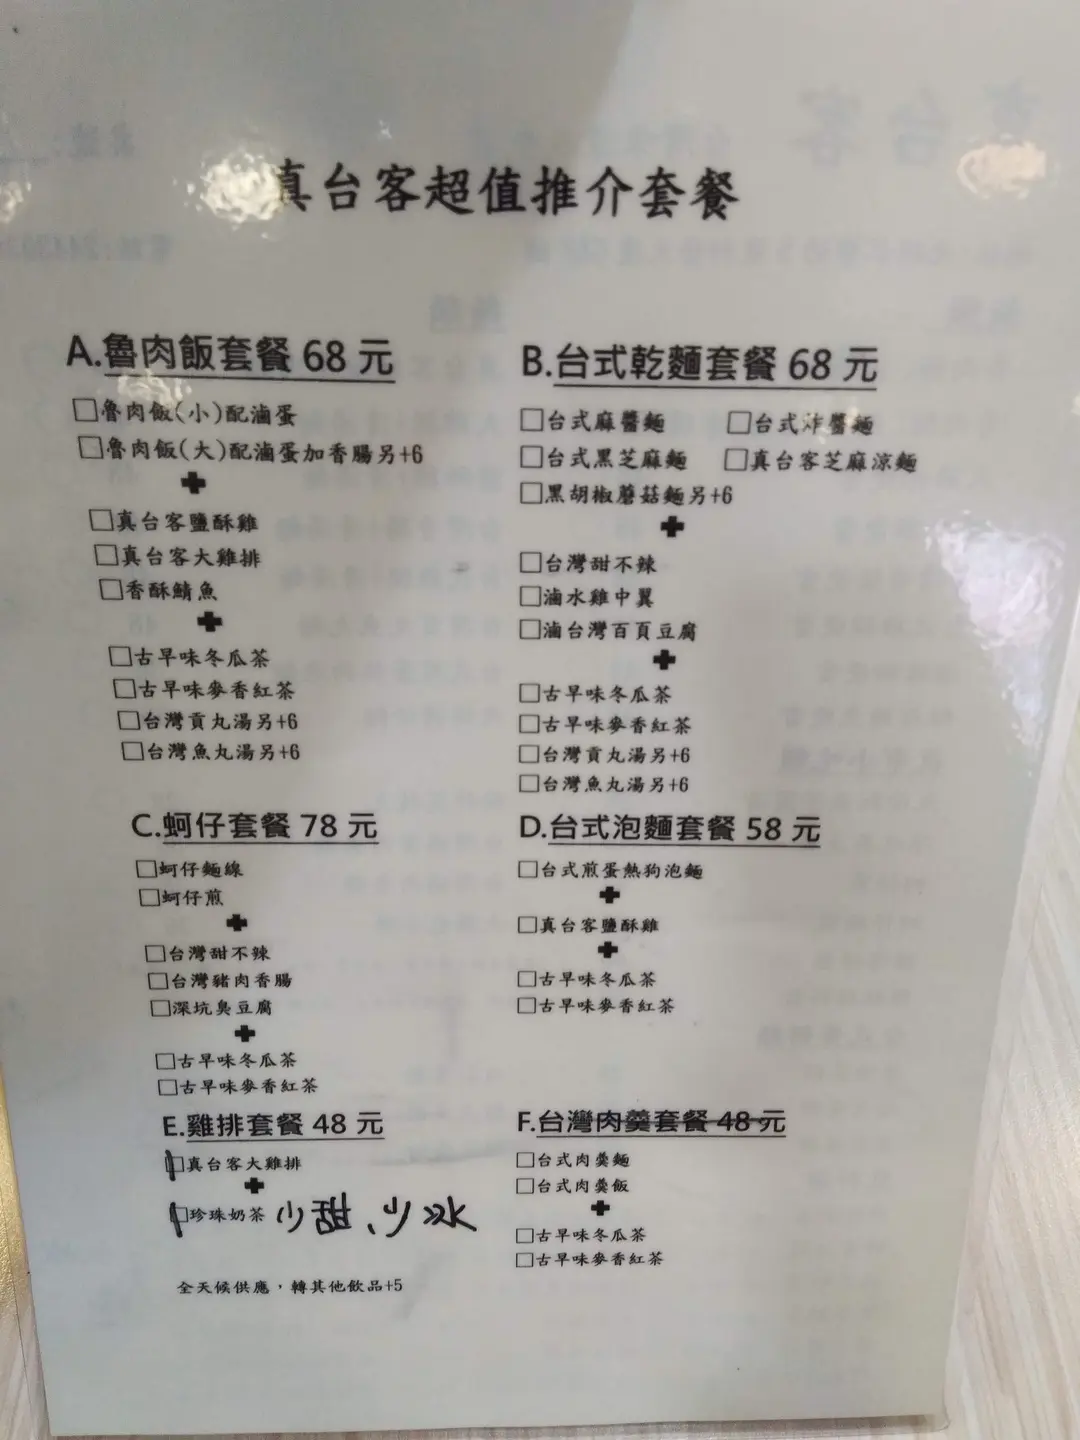 真台客超值推介套餐
A.魯肉飯套餐 68 元
□魯肉飯(小)配滷蛋
□魯肉飯(大)配滷蛋加香腸另+6
✚
□真台客鹽酥雞
□真台客大雞排
□香酥鯖魚
✚
□古早味冬瓜茶
□古早味麥香紅茶
□台灣貢丸湯另+6
□台灣魚丸湯另+6
B.台式乾麵套餐 68 元
□台式麻醬麵 □台式炸醬麵
□台式黑芝麻麵 □真台客芝麻涼麵
□黑胡椒蘑菇麵另+6
✚
□台灣甜不辣
□滷水雞中翼
□滷台灣百頁豆腐
✚
□古早味冬瓜茶
□古早味麥香紅茶
□台灣貢丸湯另+6
□台灣魚丸湯另+6
C.蚵仔套餐 78 元
□蚵仔麵線
□蚵仔煎
✚
□台灣甜不辣
□台灣豬肉香腸
□深坑臭豆腐
✚
□古早味冬瓜茶
□古早味麥香紅茶
D.台式泡麵套餐 58 元
□台式煎蛋熱狗泡麵
✚
□真台客鹽酥雞
✚
□古早味冬瓜茶
□古早味麥香紅茶
E.雞排套餐 48 元
□真台客大雞排
✚
□珍珠奶茶 少甜、少冰
全天候供應，轉其他飲品+5
F.台灣肉羹套餐 48 元
□台式肉羹麵
□台式肉羹飯
✚
□古早味冬瓜茶
□古早味麥香紅茶